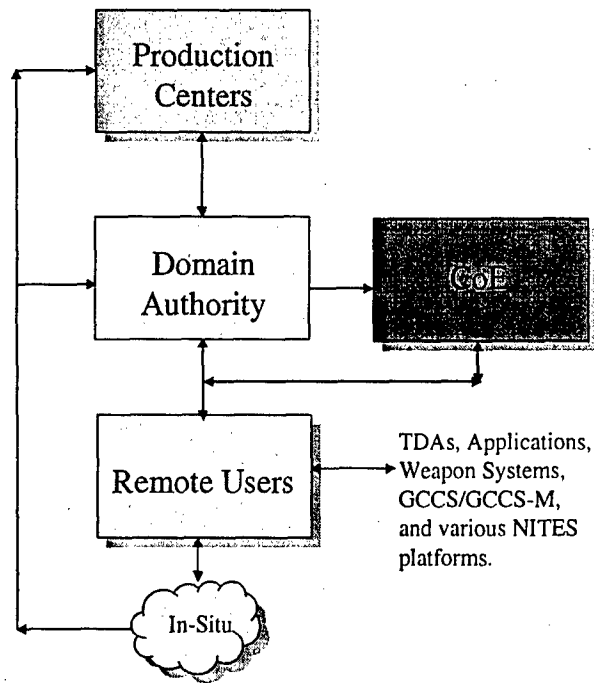 Production
Centers
Domain
Authority
CoE
Remote Users
TDAs, Applications,
Weapon Systems,
GCCS/GCCS-M,
and various NITES
platforms.
In-Situ